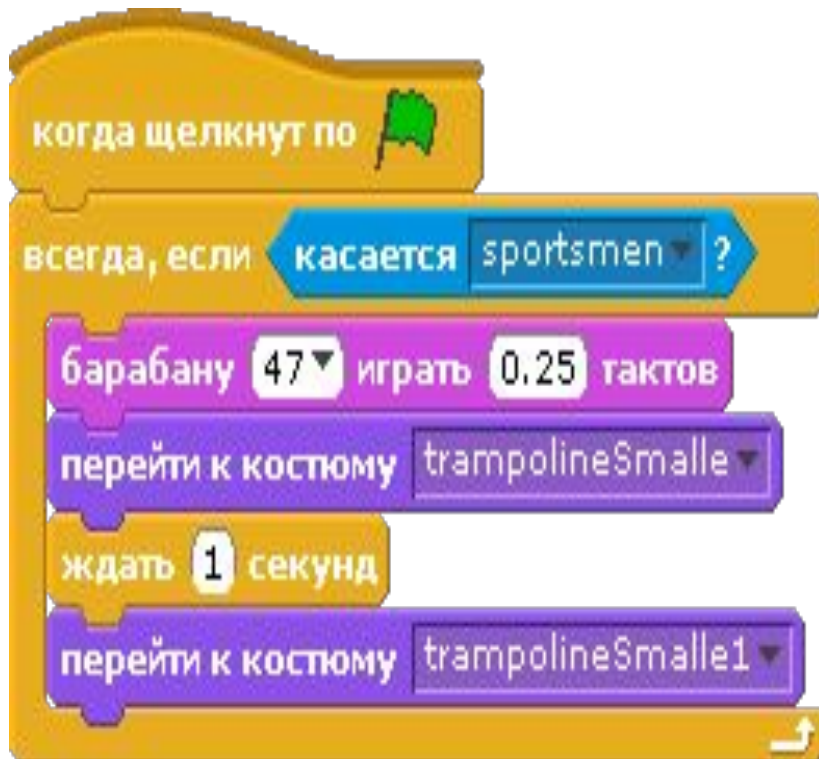 когда щелкнут по
всегда, если касается sportsmen ?
барабану 47 играть 0.25 тактов
перейти к костюму trampolineSmalle
ждать 1 секунд
перейти к костюму trampolineSmalle1